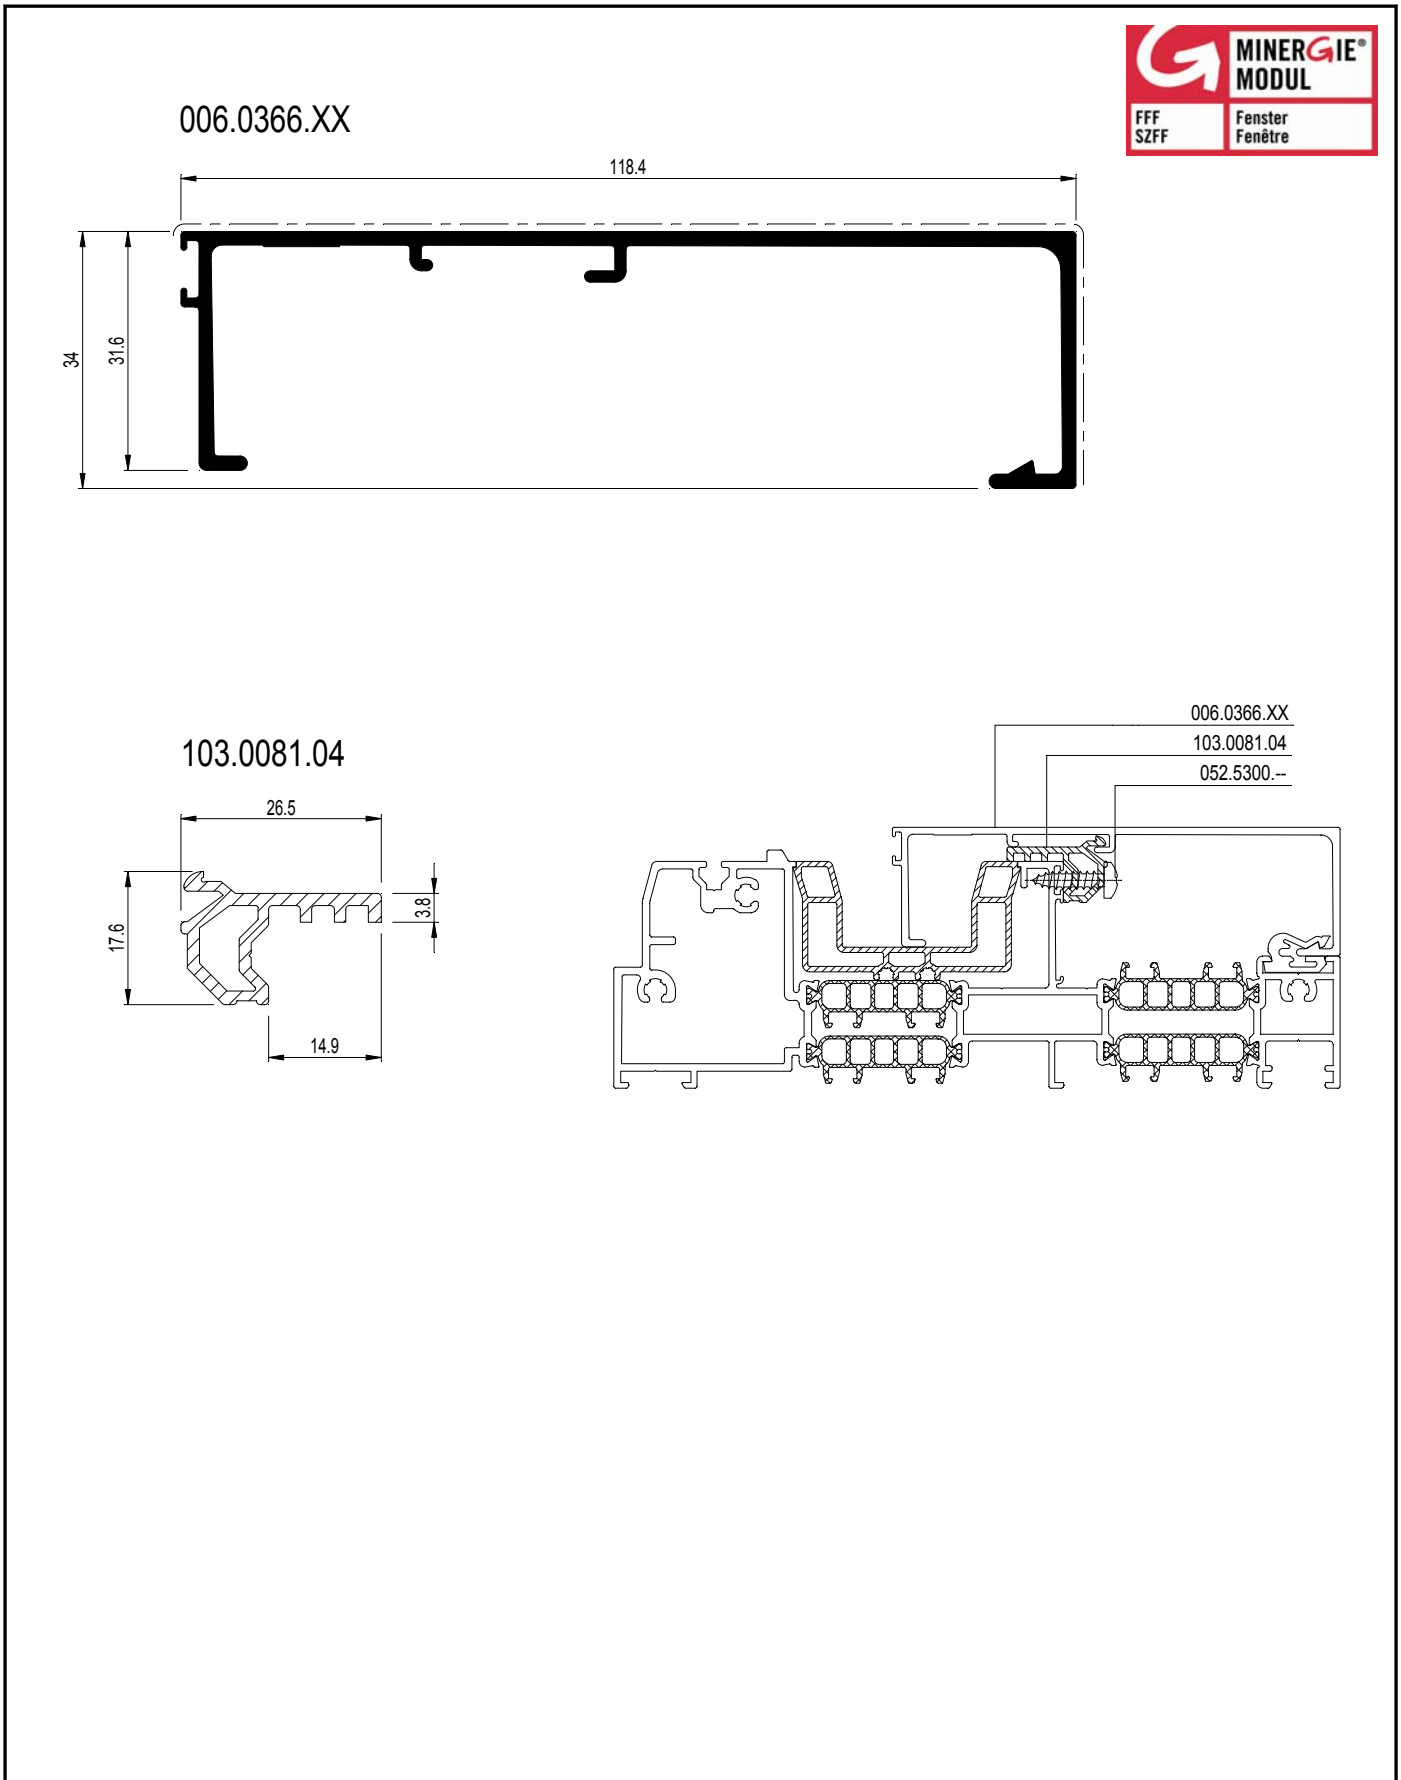 MINERGIE®
MODUL
FFF
SZFF
Fenster
Fenêtre
006.0366.XX
118.4
34
31.6
006.0366.XX
103.0081.04
052.5300.--
103.0081.04
26.5
17.6
3.8
14.9